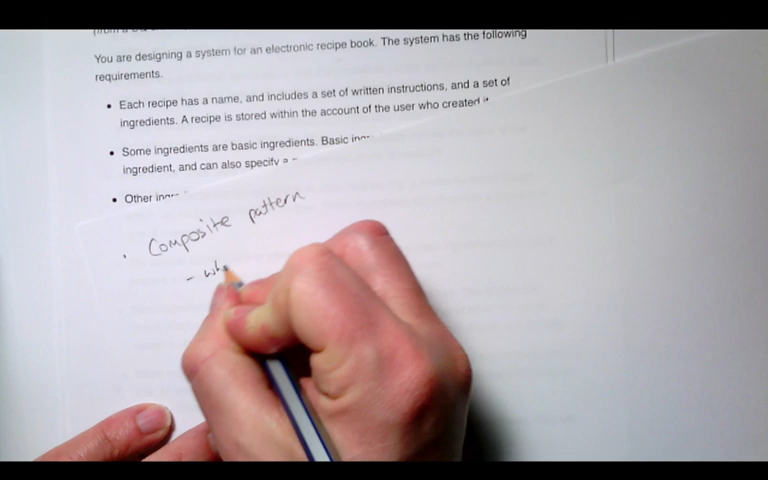 You are designing a system for an electronic recipe book. The system has the following
requirements.
• Each recipe has a name, and includes a set of written instructions, and a set of
ingredients. A recipe is stored within the account of the user who created
• Some ingredients are basic ingredients. Basic
ingredient, and can also specify a
• Other
• Composite pattern
- who